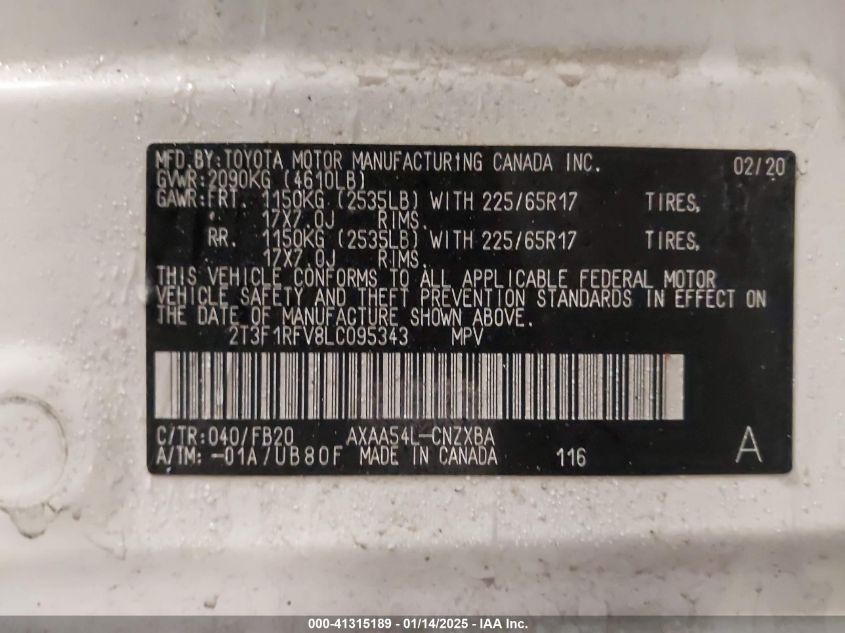 MFD.BY:TOYOTA MOTOR MANUFACTURING CANADA INC. 02/20
GVWR:2090KG (4610LB)
GAWR:FRT. 1150KG (2535LB) WITH 225/65R17 TIRES,
17X7.0J RIMS.
RR. 1150KG (2535LB) WITH 225/65R17 TIRES,
17X7.0J RIMS.
THIS VEHICLE CONFORMS TO ALL APPLICABLE FEDERAL MOTOR
VEHICLE SAFETY AND THEFT PREVENTION STANDARDS IN EFFECT ON
THE DATE OF MANUFACTURE SHOWN ABOVE.
2T3F1RFV8LC095343 MPV
C/TR:040/FB20 AXAA54L-CNZXBA
A/TM:-01A7UB80F MADE IN CANADA 116 A
000-41315189 - 01/14/2025 - IAA Inc.